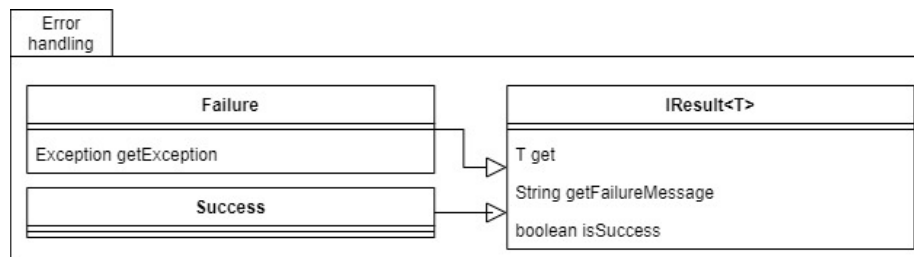 Error
handling
Failure
Exception getException
Success
IResult<T>
T get
String getFailureMessage
boolean isSuccess